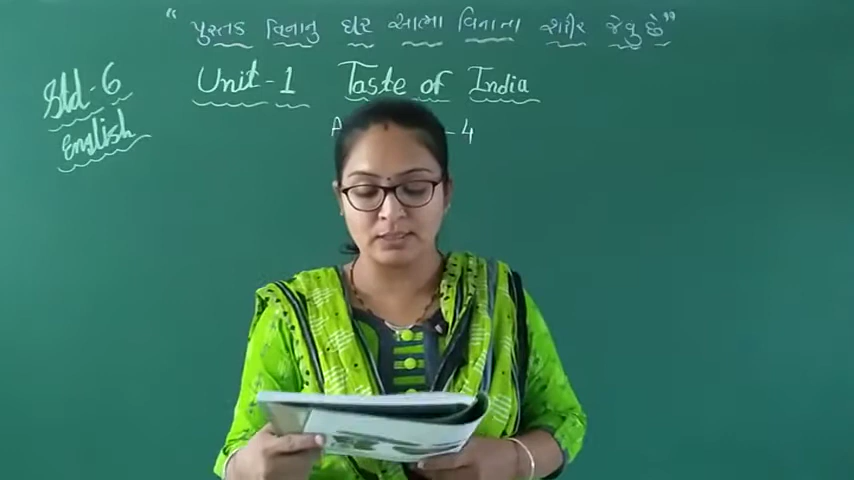 “ પુસ્તક વિનાનુ ઘર આત્મા વિનાના શરીર જેવુ છે ”
Std-6 Unit-1 Taste of India
English
-4